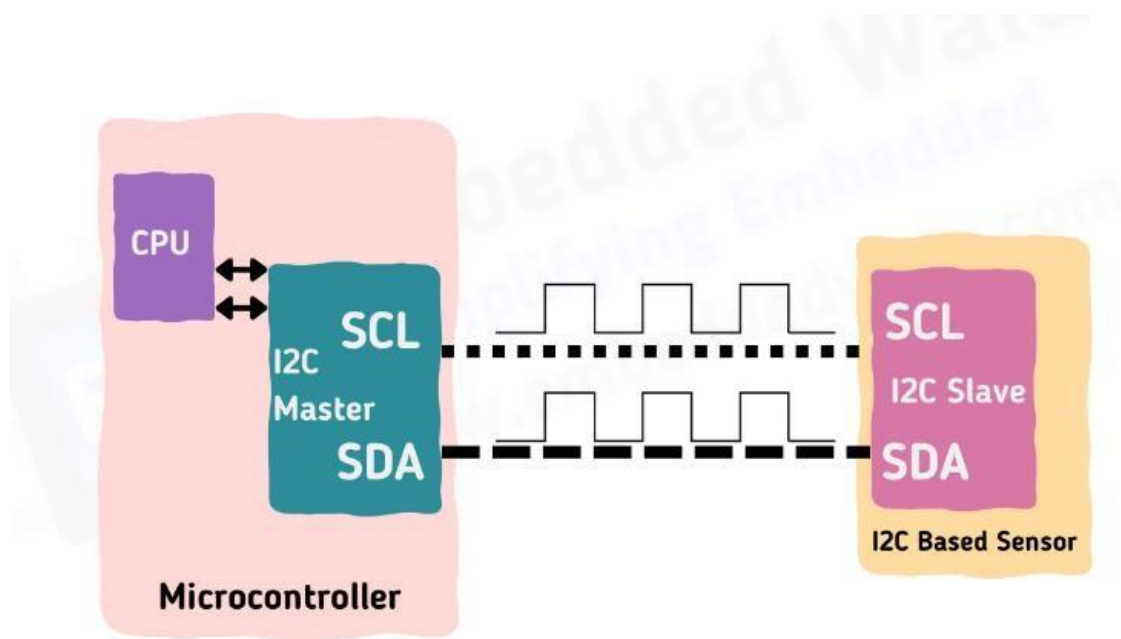 CPU
I2C
Master
SCL
SDA
Microcontroller
SCL
I2C Slave
SDA
I2C Based Sensor